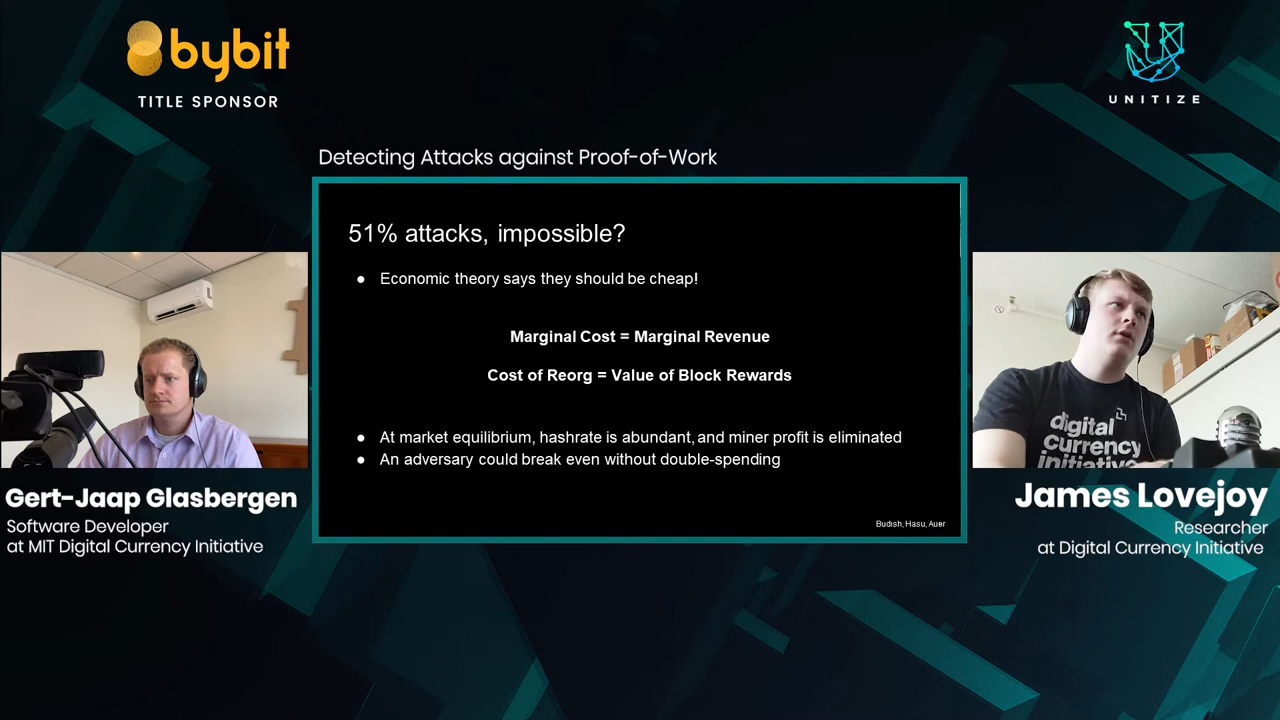 bybit
TITLE SPONSOR
UNITIZE
Detecting Attacks against Proof-of-Work
51% attacks, impossible?
● Economic theory says they should be cheap!
Marginal Cost = Marginal Revenue
Cost of Reorg = Value of Block Rewards
● At market equilibrium, hashrate is abundant, and miner profit is eliminated
● An adversary could break even without double-spending
Budish, Hasu, Auer
digital
currency
initiative
Gert-Jaap Glasbergen
Software Developer
at MIT Digital Currency Initiative
James Lovejoy
Researcher
at Digital Currency Initiative